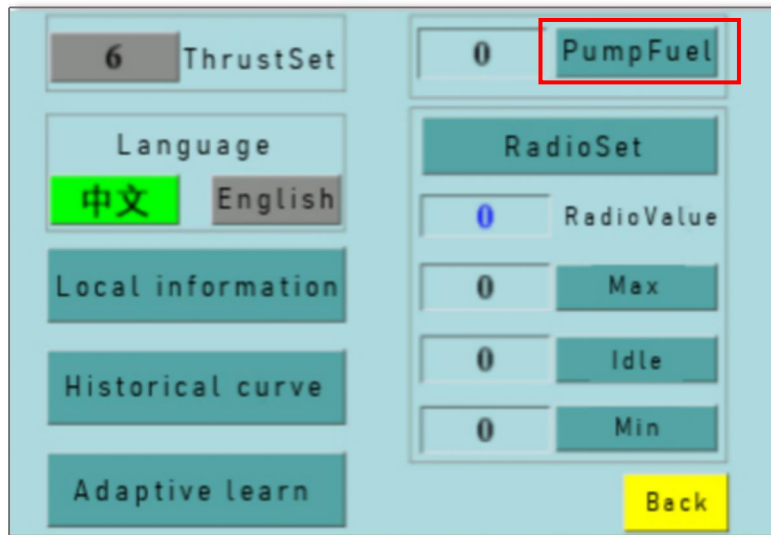 6 ThrustSet
Language
中文 English
Local information
Historical curve
Adaptive learn
0 PumpFuel
RadioSet
0 RadioValue
0 Max
0 Idle
0 Min
Back